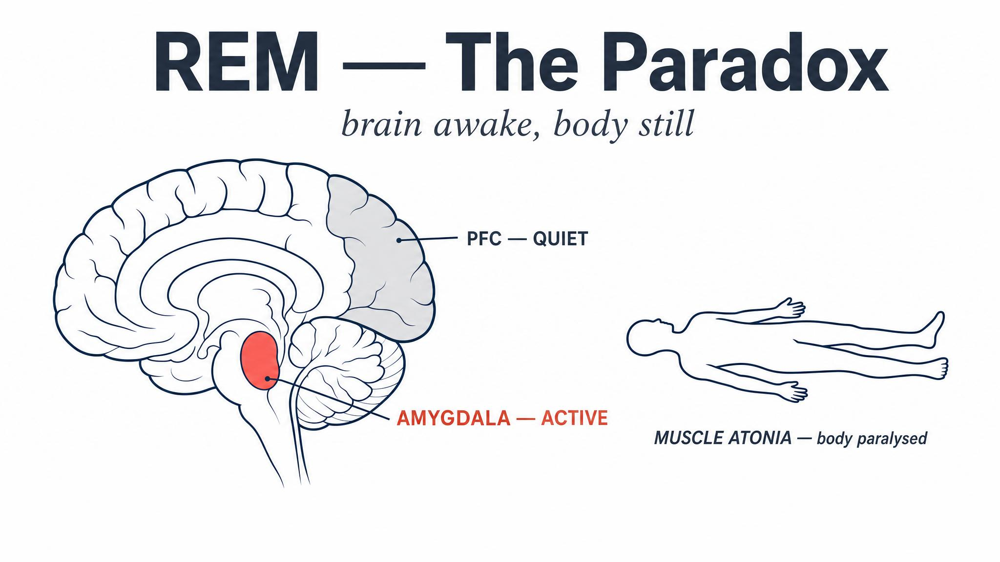 REM — The Paradox
brain awake, body still
PFC — QUIET
AMYGDALA — ACTIVE
MUSCLE ATONIA — body paralysed